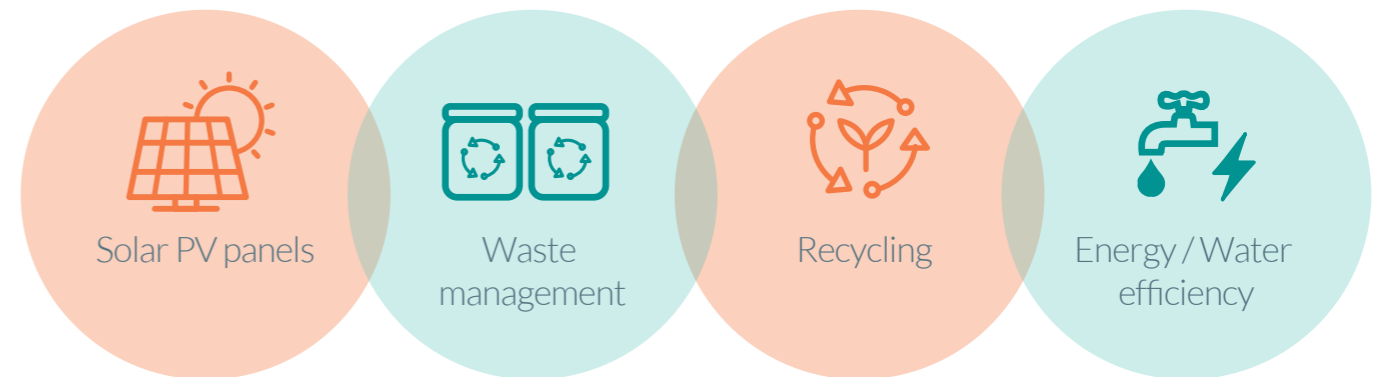 Solar PV panels
Waste
management
Recycling
Energy / Water
efficiency